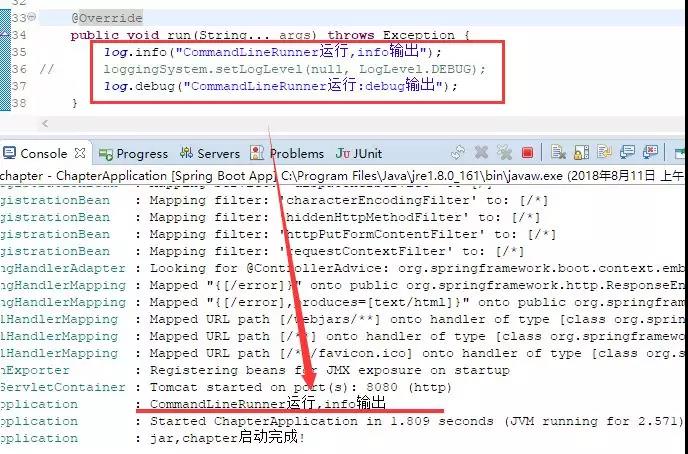 33 @Override
34 public void run(String... args) throws Exception {
35 log.info("CommandLineRunner运行,info输出");
36 // loggingSystem.setLogLevel(null, LogLevel.DEBUG);
37 log.debug("CommandLineRunner运行:debug输出");
38 }
Console Progress Servers Problems JUnit
chapter - ChapterApplication [Spring Boot App] C:\Program Files\Java\jre1.8.0_161\bin\javaw.exe (2018年8月11日 上午
gistrationBean : Mapping filter: 'characterEncodingFilter' to: [/*]
gistrationBean : Mapping filter: 'hiddenHttpMethodFilter' to: [/*]
gistrationBean : Mapping filter: 'httpPutFormContentFilter' to: [/*]
gistrationBean : Mapping filter: 'requestContextFilter' to: [/*]
ngHandlerAdapter : Looking for @ControllerAdvice: org.springframework.boot.context.emb
ngHandlerMapping : Mapped "{[/error]}" onto public org.springframework.http.ResponseEn
ngHandlerMapping : Mapped "{[/error],produces=[text/html]}" onto public org.springframew
lHandlerMapping : Mapped URL path [/webjars/**] onto handler of type [class org.sprin
lHandlerMapping : Mapped URL path [/**] onto handler of type [class org.springframewor
lHandlerMapping : Mapped URL path [/**/favicon.ico] onto handler of type [class org.sp
nExporter : Registering beans for JMX exposure on startup
ServletContainer : Tomcat started on port(s): 8080 (http)
pplication : CommandLineRunner运行,info输出
pplication : Started ChapterApplication in 1.809 seconds (JVM running for 2.571)
pplication : jar,chapter启动完成!